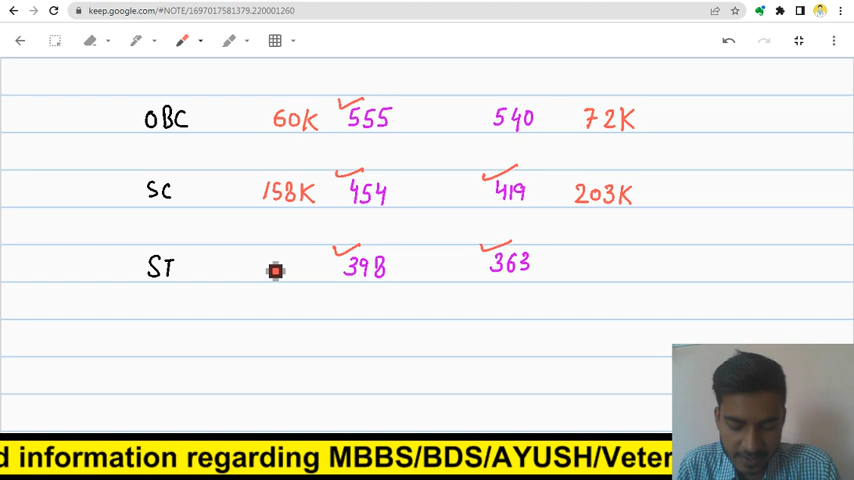 keep.google.com/#NOTE/1697017581379.220001260
OBC 60K 555 540 72K
SC 158K 454 419 203K
ST 398 363
d information regarding MBBS/BDS/AYUSH/Veter